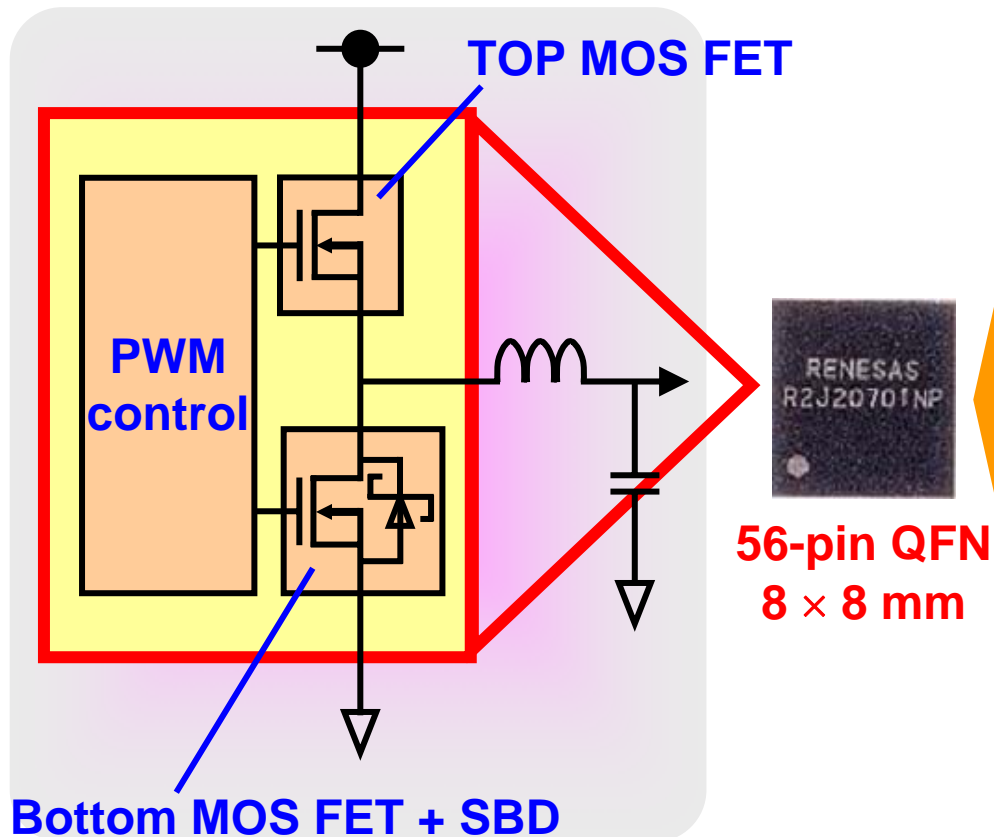 TOP MOS FET
PWM
control
RENESAS
R2J20701NP
56-pin QFN
8 × 8 mm
Bottom MOS FET + SBD